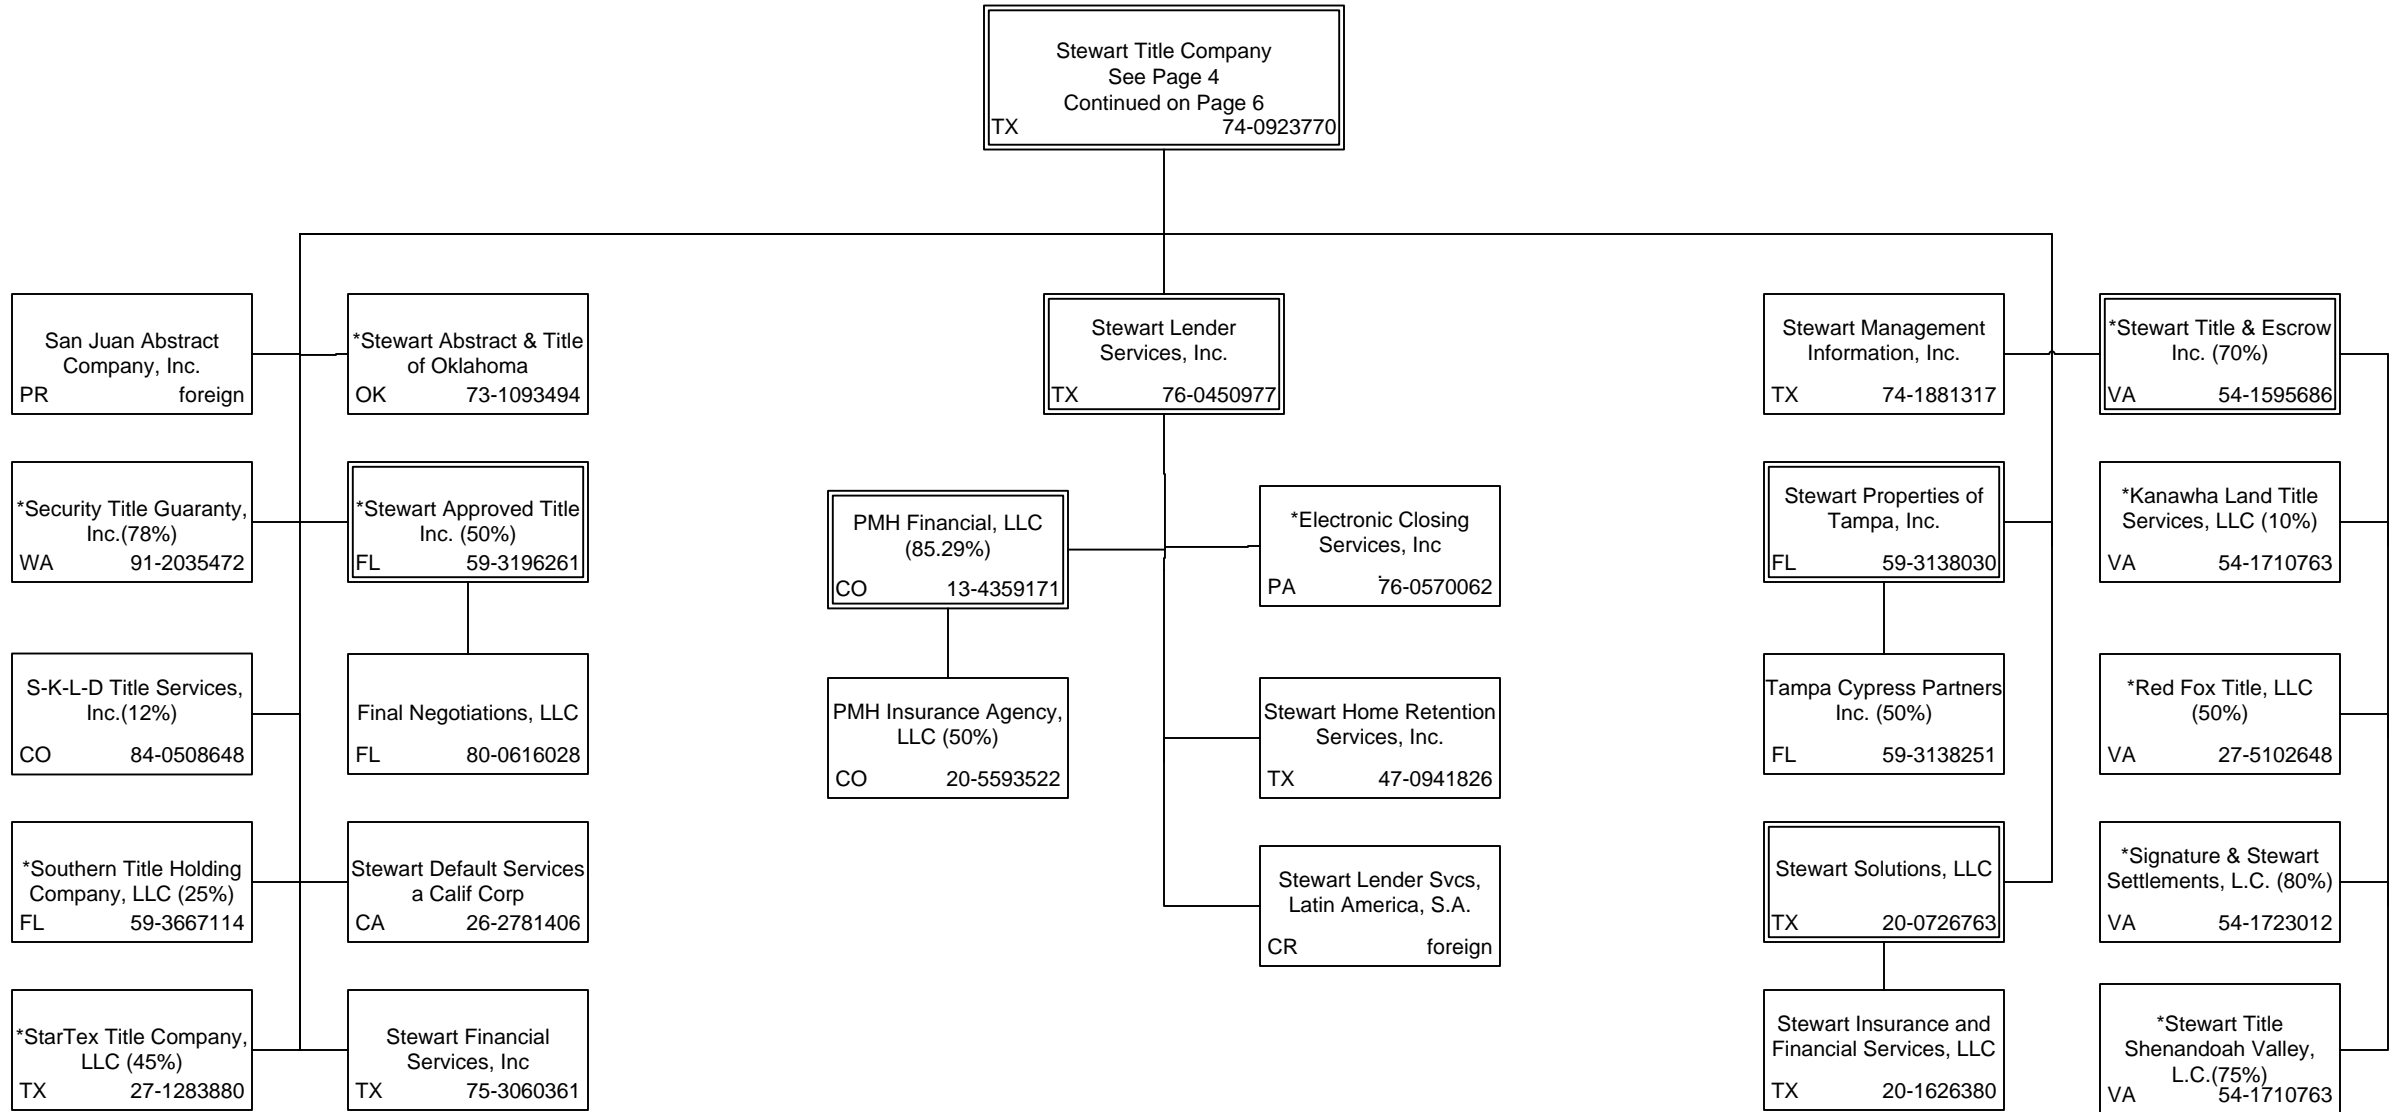 Stewart Title Company
See Page 4
Continued on Page 6
TX 74-0923770
San Juan Abstract
Company, Inc.
PR foreign
*Stewart Abstract & Title
of Oklahoma
OK 73-1093494
*Security Title Guaranty,
Inc.(78%)
WA 91-2035472
*Stewart Approved Title
Inc. (50%)
FL 59-3196261
S-K-L-D Title Services,
Inc.(12%)
CO 84-0508648
Final Negotiations, LLC
FL 80-0616028
*Southern Title Holding
Company, LLC (25%)
FL 59-3667114
Stewart Default Services
a Calif Corp
CA 26-2781406
*StarTex Title Company,
LLC (45%)
TX 27-1283880
Stewart Financial
Services, Inc
TX 75-3060361
Stewart Lender
Services, Inc.
TX 76-0450977
PMH Financial, LLC
(85.29%)
CO 13-4359171
*Electronic Closing
Services, Inc
.
PA 76-0570062
PMH Insurance Agency,
LLC (50%)
CO 20-5593522
Stewart Home Retention
Services, Inc.
TX 47-0941826
Stewart Lender Svcs,
Latin America, S.A.
CR foreign
Stewart Management
Information, Inc.
TX 74-1881317
*Stewart Title & Escrow
Inc. (70%)
VA 54-1595686
Stewart Properties of
Tampa, Inc.
FL 59-3138030
*Kanawha Land Title
Services, LLC (10%)
VA 54-1710763
Tampa Cypress Partners
Inc. (50%)
FL 59-3138251
*Red Fox Title, LLC
(50%)
VA 27-5102648
Stewart Solutions, LLC
TX 20-0726763
*Signature & Stewart
Settlements, L.C. (80%)
VA 54-1723012
Stewart Insurance and
Financial Services, LLC
TX 20-1626380
*Stewart Title
Shenandoah Valley,
L.C.(75%)
VA 54-1710763